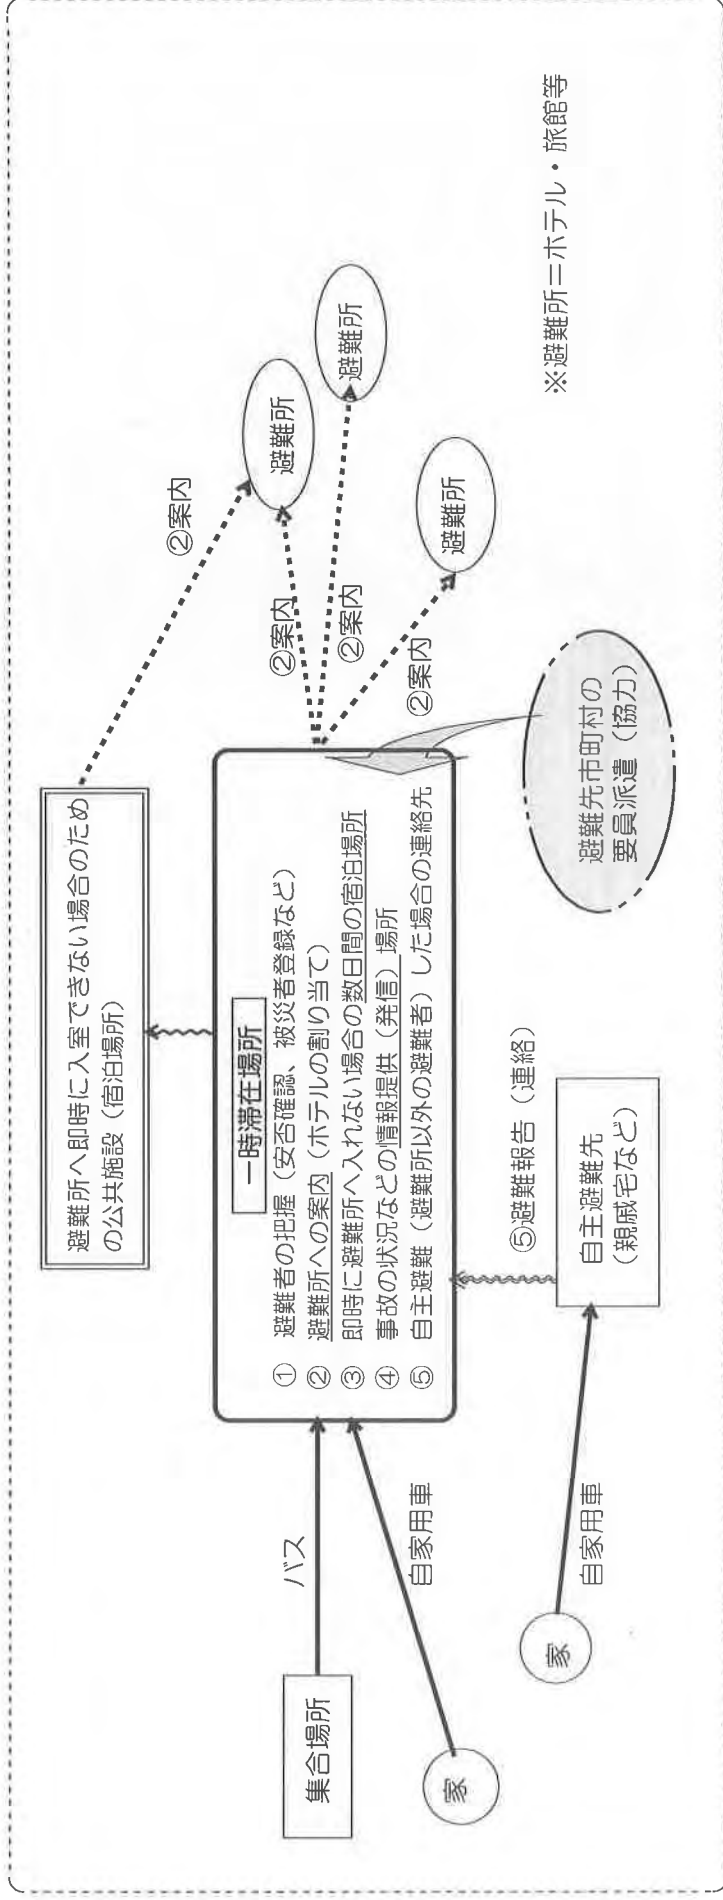 避難所へ即時に入室できない場合のため
の公共施設（宿泊場所）
②案内
避難所
避難所
避難所
②案内
②案内
②案内
一時滞在場所
① 避難者の把握（安否確認、被災者登録など）
② 避難所への案内（ホテルの割り当て）
③ 即時に避難所へ入れない場合の数日間の宿泊場所
④ 事故の状況などの情報提供（発信）場所
⑤ 自主避難（避難所以外の避難者）した場合の連絡先
集合場所
バス
家
自家用車
家
自家用車
⑤避難報告（連絡）
自主避難先
（親戚宅など）
避難先市町村の
要員派遣（協力）
※避難所＝ホテル・旅館等